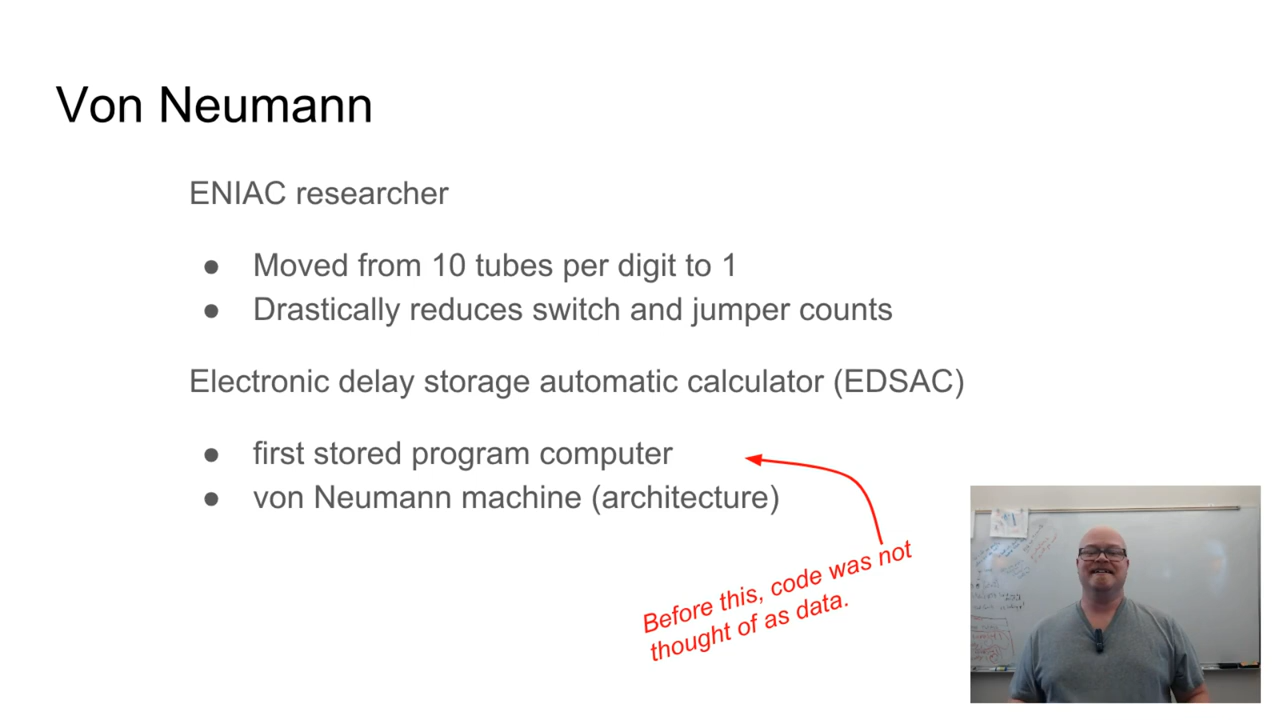 Von Neumann
ENIAC researcher
● Moved from 10 tubes per digit to 1
● Drastically reduces switch and jumper counts
Electronic delay storage automatic calculator (EDSAC)
● first stored program computer
● von Neumann machine (architecture)
Before this, code was not
thought of as data.